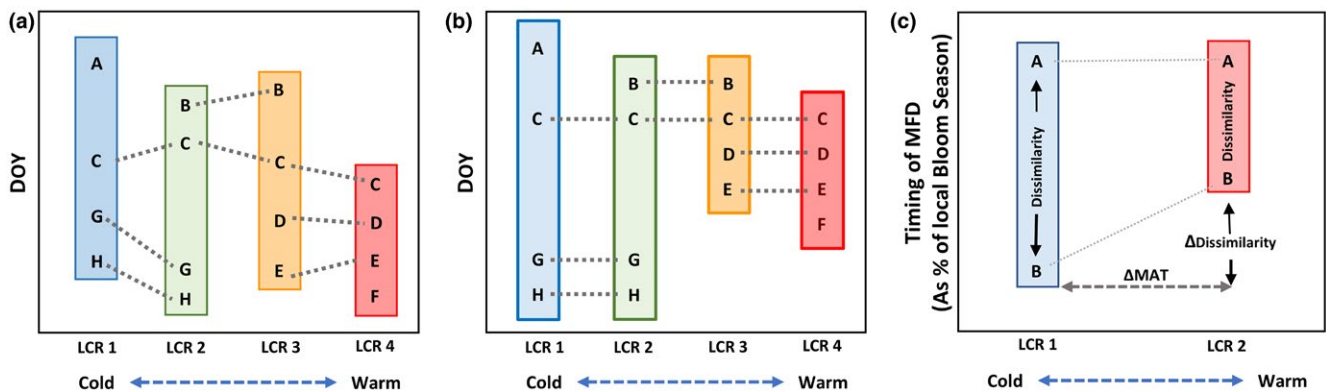 (a)
DOY
A
C
G
H
B
C
G
H
B
C
D
E
C
D
E
F
LCR 1 LCR 2 LCR 3 LCR 4
Cold Warm
(b)
DOY
A
C
G
H
B
C
G
H
B
C
D
E
C
D
E
F
LCR 1 LCR 2 LCR 3 LCR 4
Cold Warm
(c)
Timing of MFD
(As % of local Bloom Season)
A
Dissimilarity
B
A
Dissimilarity
B
ΔDissimilarity
ΔMAT
LCR 1 LCR 2
Cold Warm